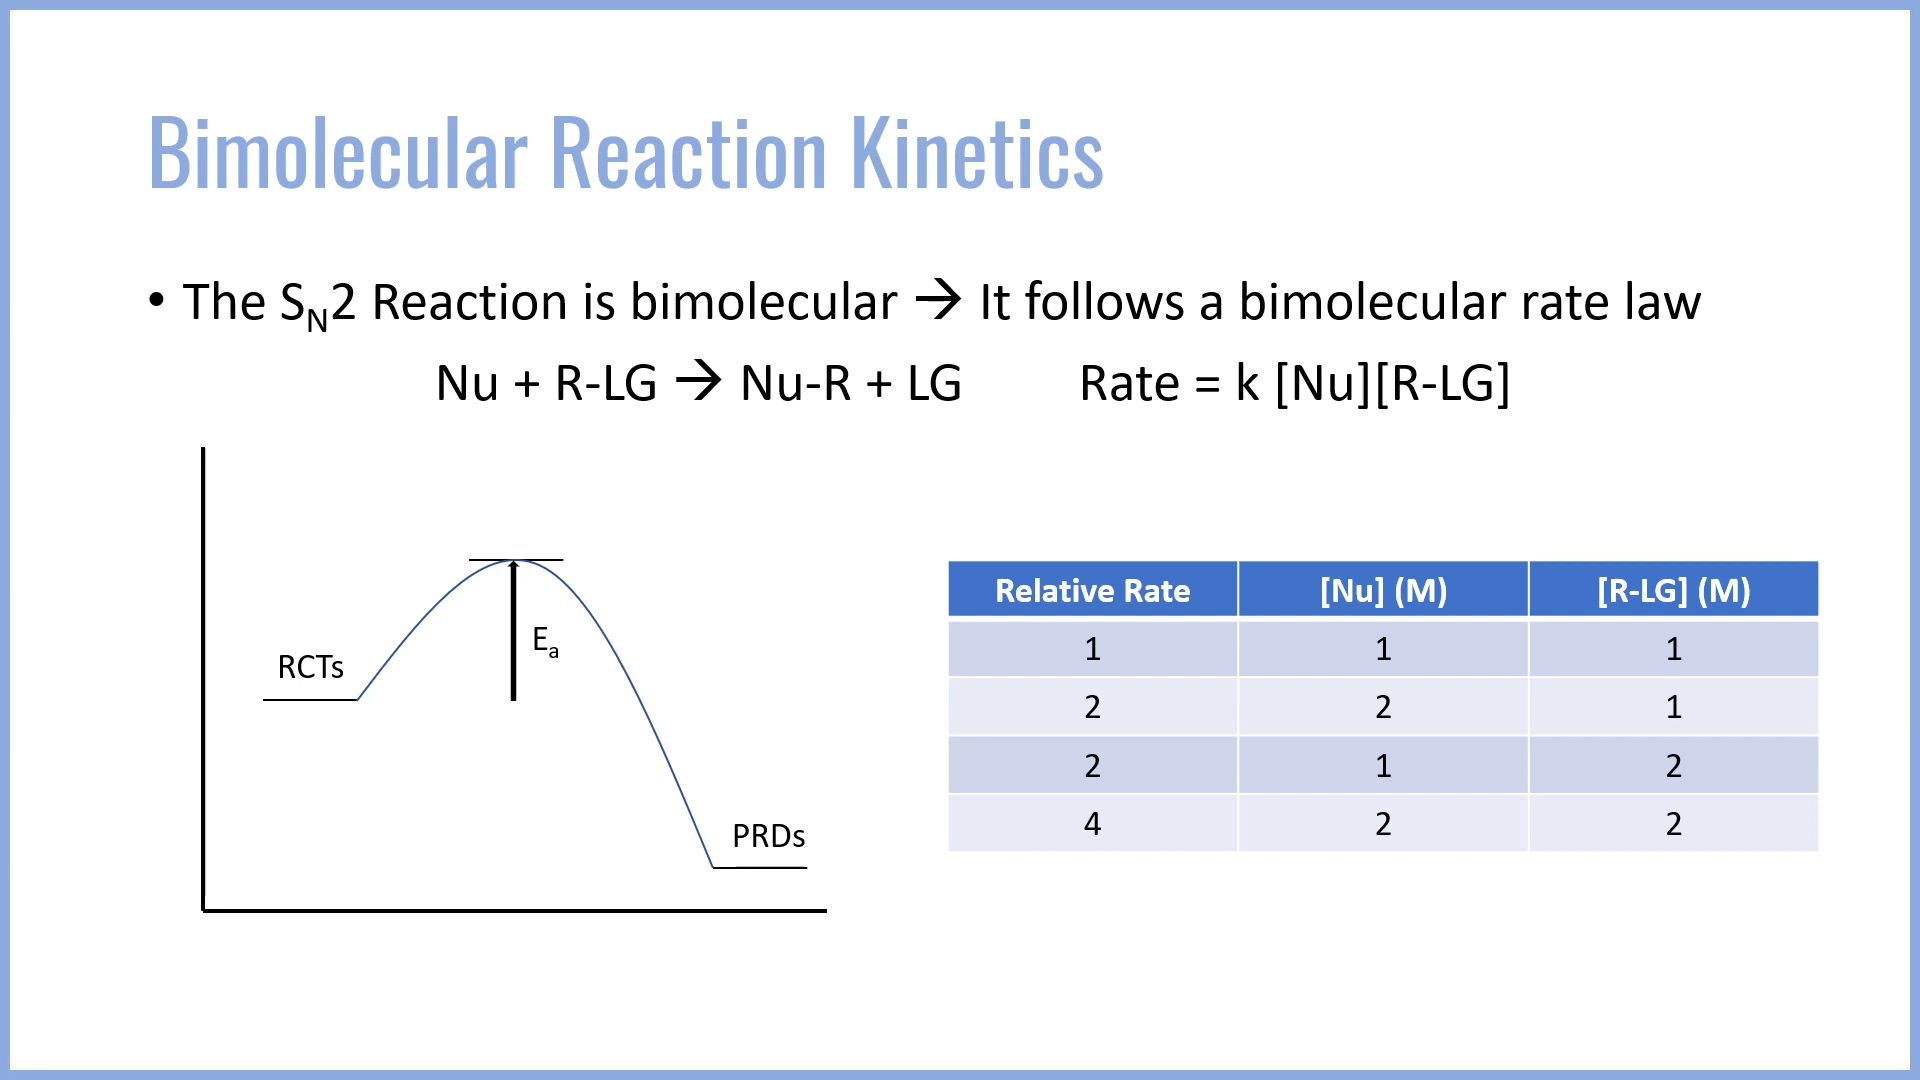 Bimolecular Reaction Kinetics
• The SN2 Reaction is bimolecular → It follows a bimolecular rate law
Nu + R-LG → Nu-R + LG Rate = k [Nu][R-LG]
RCTs
Ea
PRDs
Relative Rate [Nu] (M) [R-LG] (M)
1 1 1
2 2 1
2 1 2
4 2 2